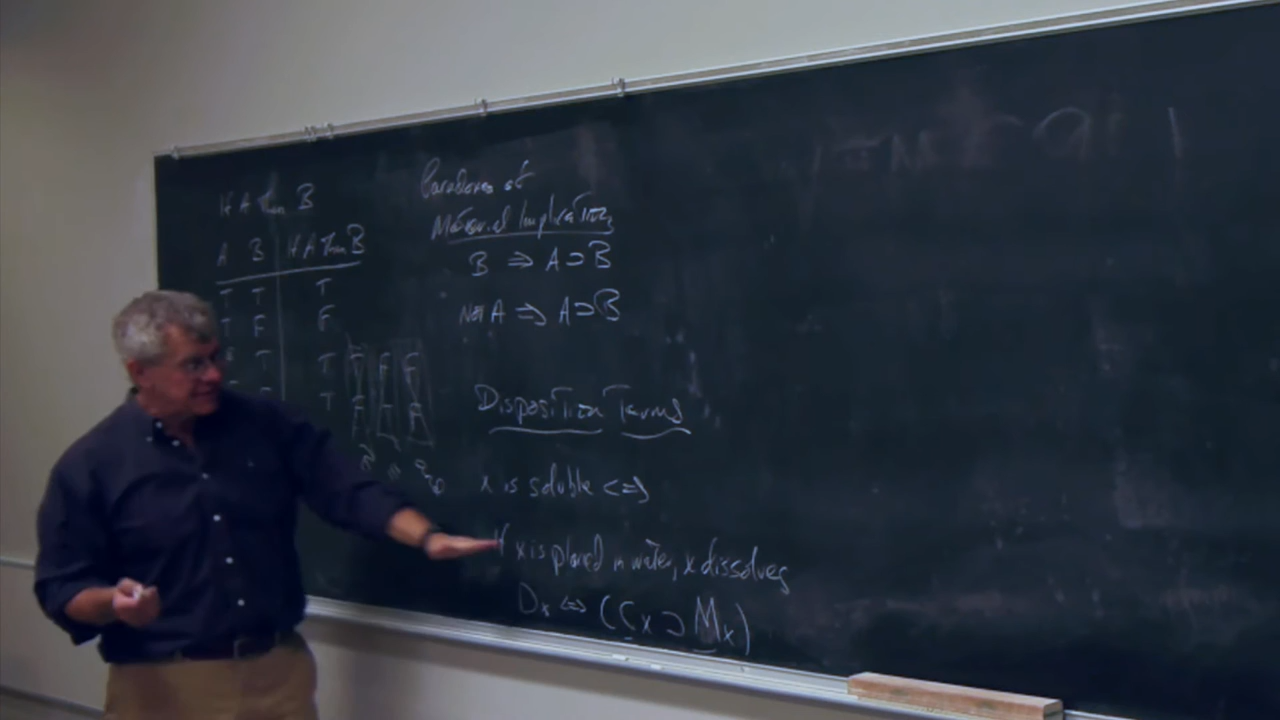 If A then B
A B If A then B
T T T
T F F
T T F F F
T F
Paradoxes of
Material Implication
B ⇒ A ⊃ B
Not A ⇒ A ⊃ B
Disposition Terms
x is soluble <=>
If x is placed in water, x dissolves
Dx <=> (Cx ⊃ Mx)